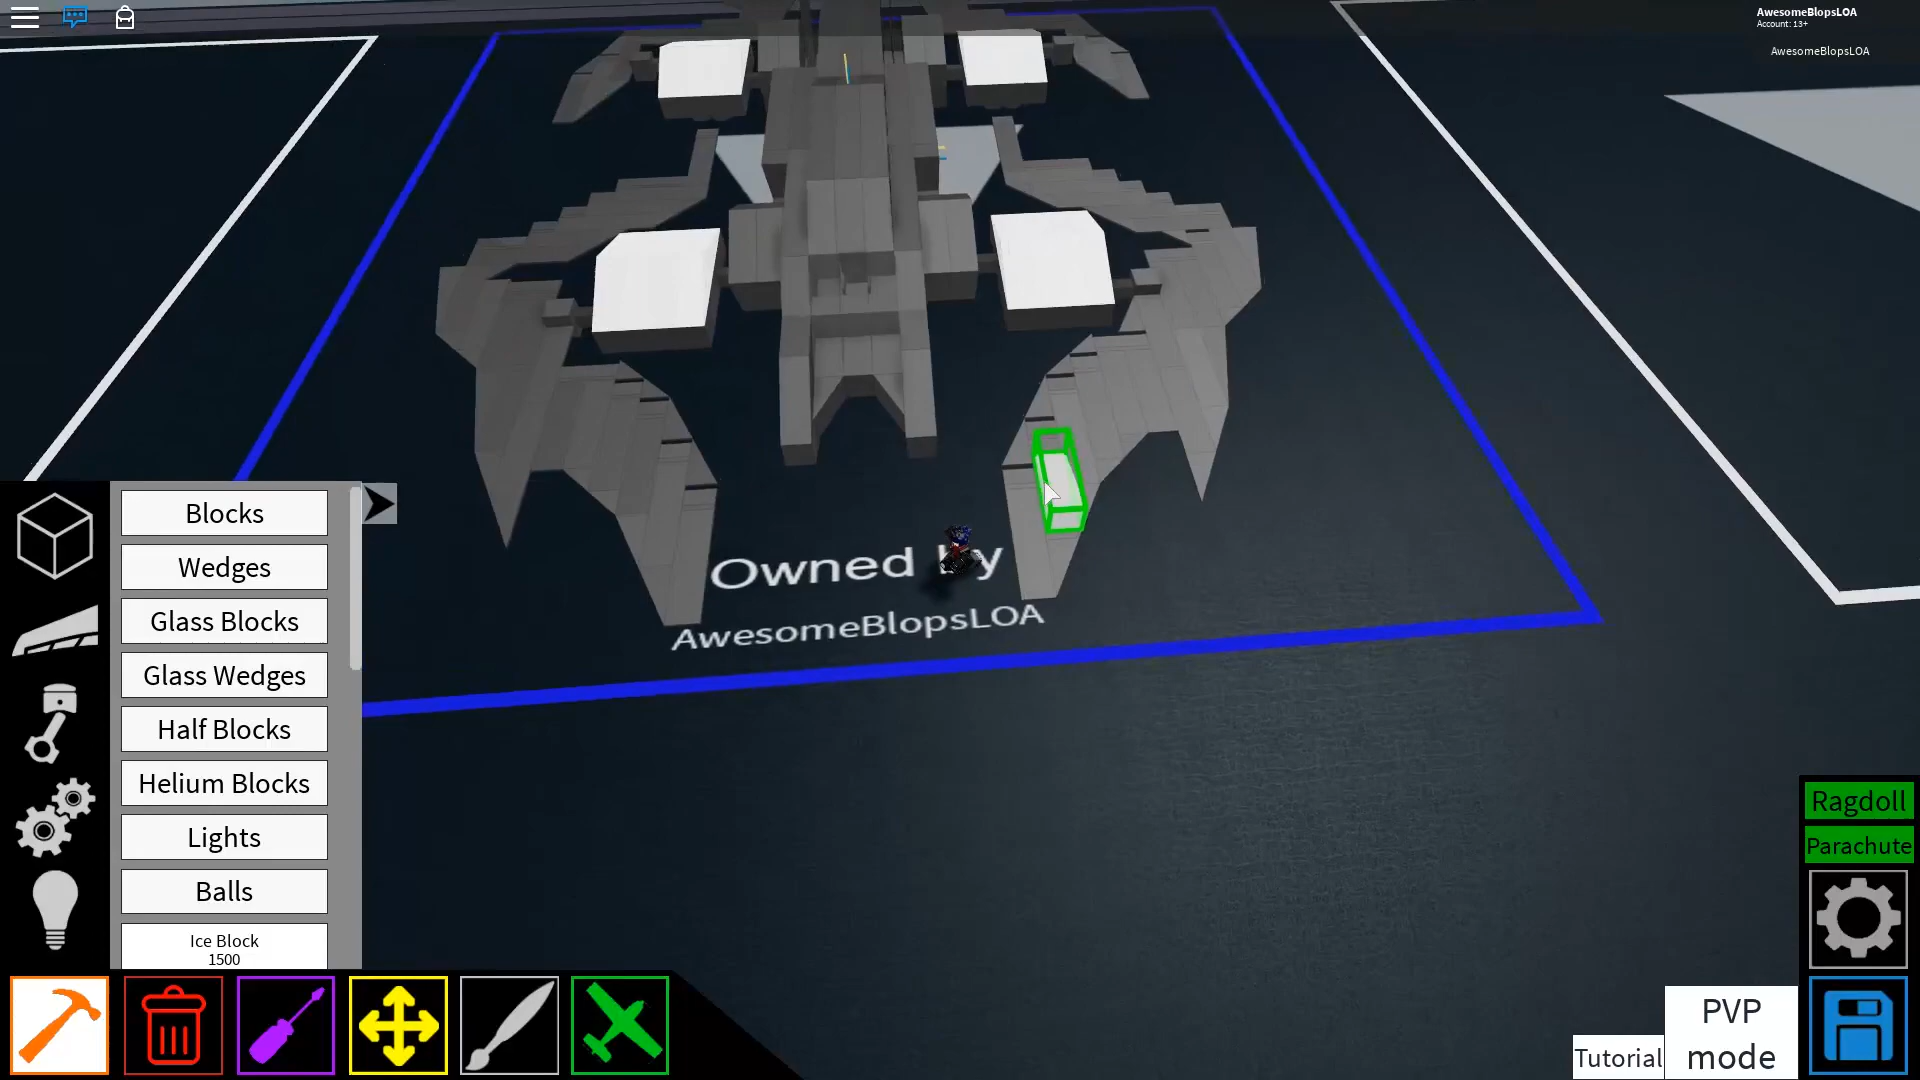 AwesomeBlopsLOA
Account: 13+
AwesomeBlopsLOA
Owned by
AwesomeBlopsLOA
Blocks
Wedges
Glass Blocks
Glass Wedges
Half Blocks
Helium Blocks
Lights
Balls
Ice Block
1500
Ragdoll
Parachute
Tutorial
PVP
mode